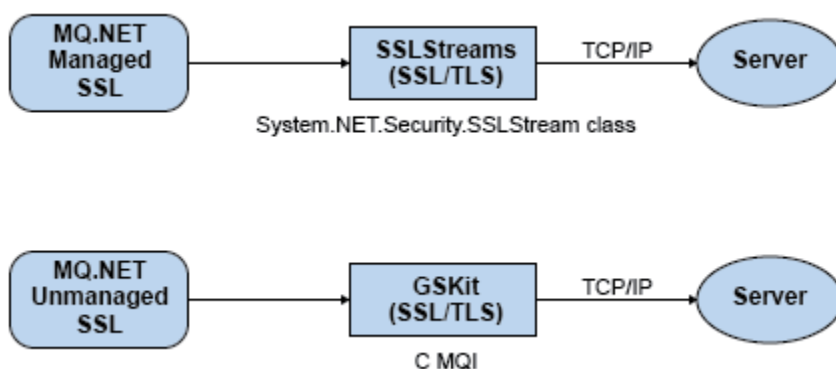 MQ.NET
Managed
SSL
SSLStreams
(SSL/TLS)
TCP/IP
Server
System.NET.Security.SSLStream class
MQ.NET
Unmanaged
SSL
GSKit
(SSL/TLS)
TCP/IP
Server
C MQI